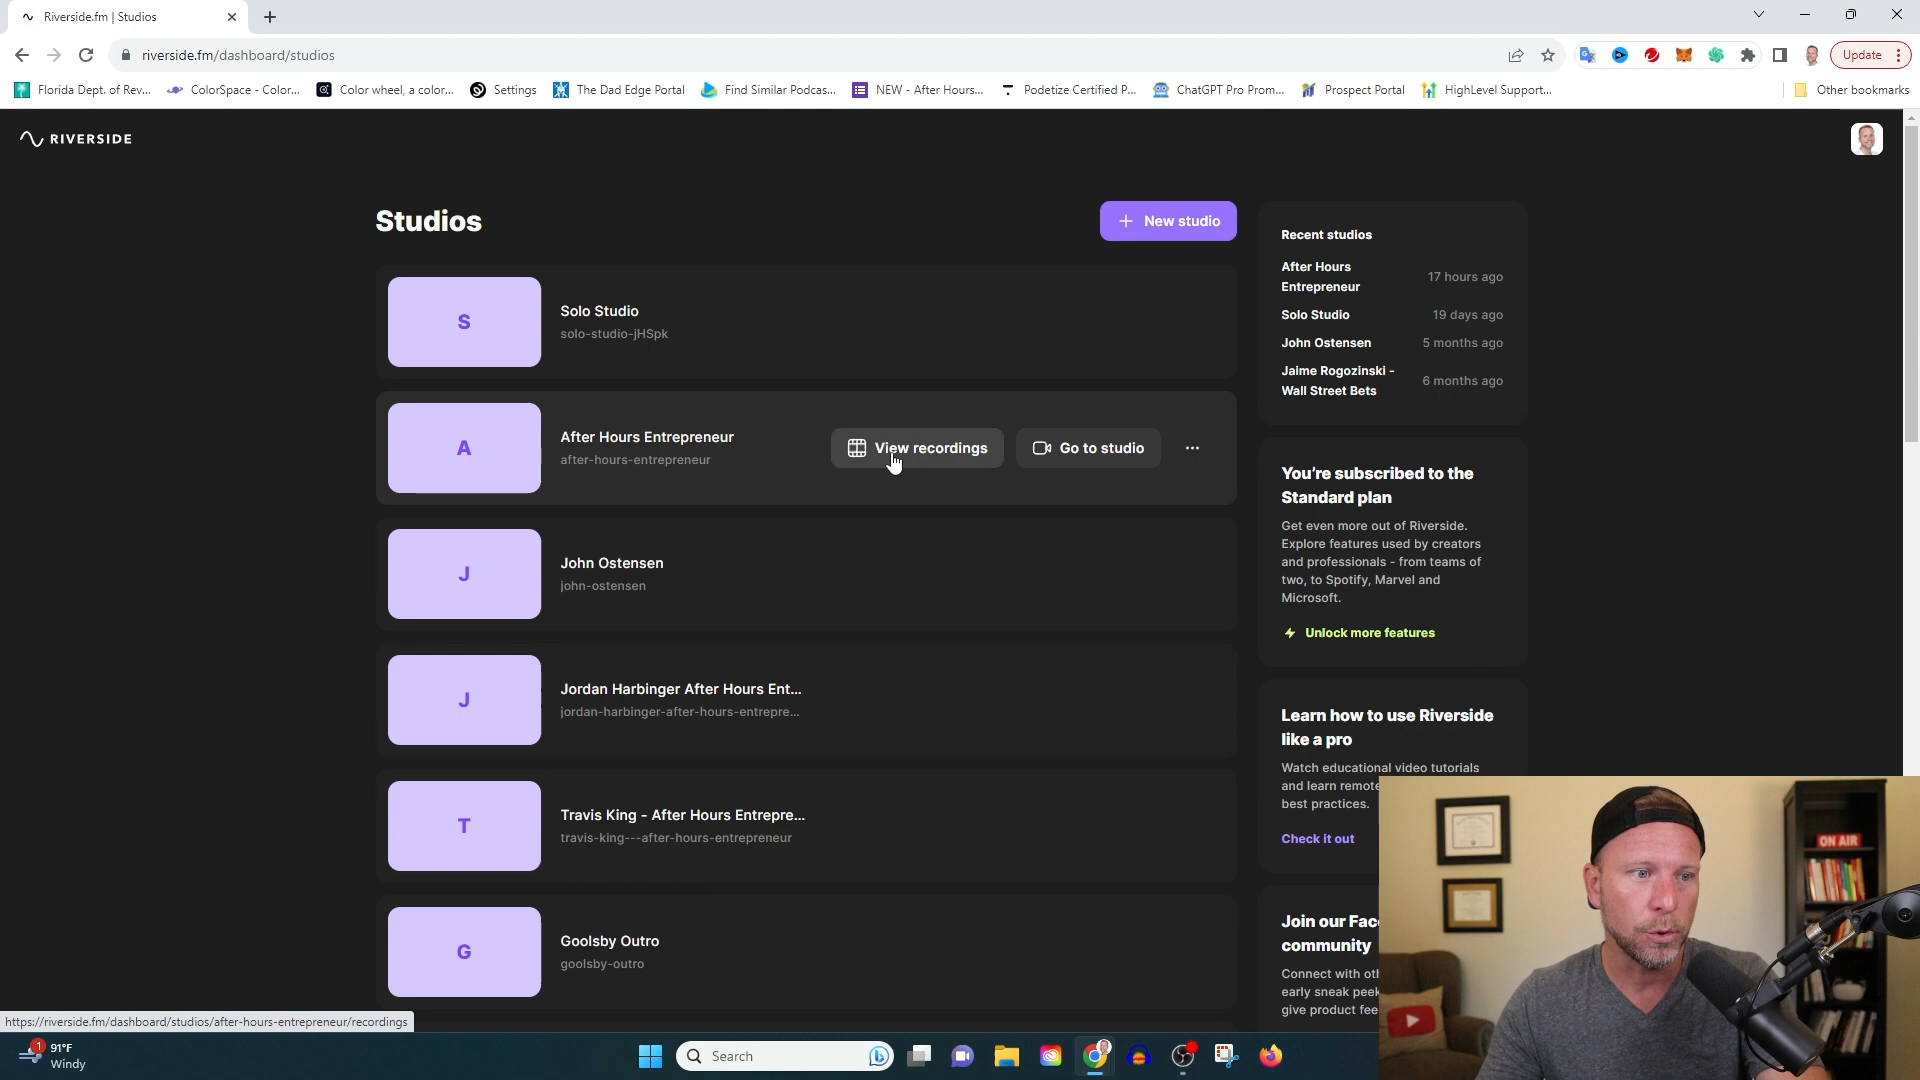 Riverside.fm | Studios
riverside.fm/dashboard/studios
Update
Florida Dept. of Rev...
ColorSpace - Color...
Color wheel, a color...
Settings
The Dad Edge Portal
Find Similar Podcas...
NEW - After Hours...
Podetize Certified P...
ChatGPT Pro Prom...
Prospect Portal
HighLevel Support...
Other bookmarks
RIVERSIDE
Studios
+ New studio
S
Solo Studio
solo-studio-jHSpk
A
After Hours Entrepreneur
after-hours-entrepreneur
View recordings
Go to studio
J
John Ostensen
john-ostensen
J
Jordan Harbinger After Hours Ent...
jordan-harbinger-after-hours-entrepre...
T
Travis King - After Hours Entrepre...
travis-king---after-hours-entrepreneur
G
Goolsby Outro
goolsby-outro
Recent studios
After Hours
Entrepreneur
17 hours ago
Solo Studio
19 days ago
John Ostensen
5 months ago
Jaime Rogozinski -
Wall Street Bets
6 months ago
You're subscribed to the
Standard plan
Get even more out of Riverside.
Explore features used by creators
and professionals - from teams of
two, to Spotify, Marvel and
Microsoft.
Unlock more features
Learn how to use Riverside
like a pro
Watch educational video tutorials
and learn remote
best practices.
Check it out
Join our Fac
community
Connect with oth
early sneak peek
give product fee
ON AIR
https://riverside.fm/dashboard/studios/after-hours-entrepreneur/recordings
1
91°F
Windy
Search